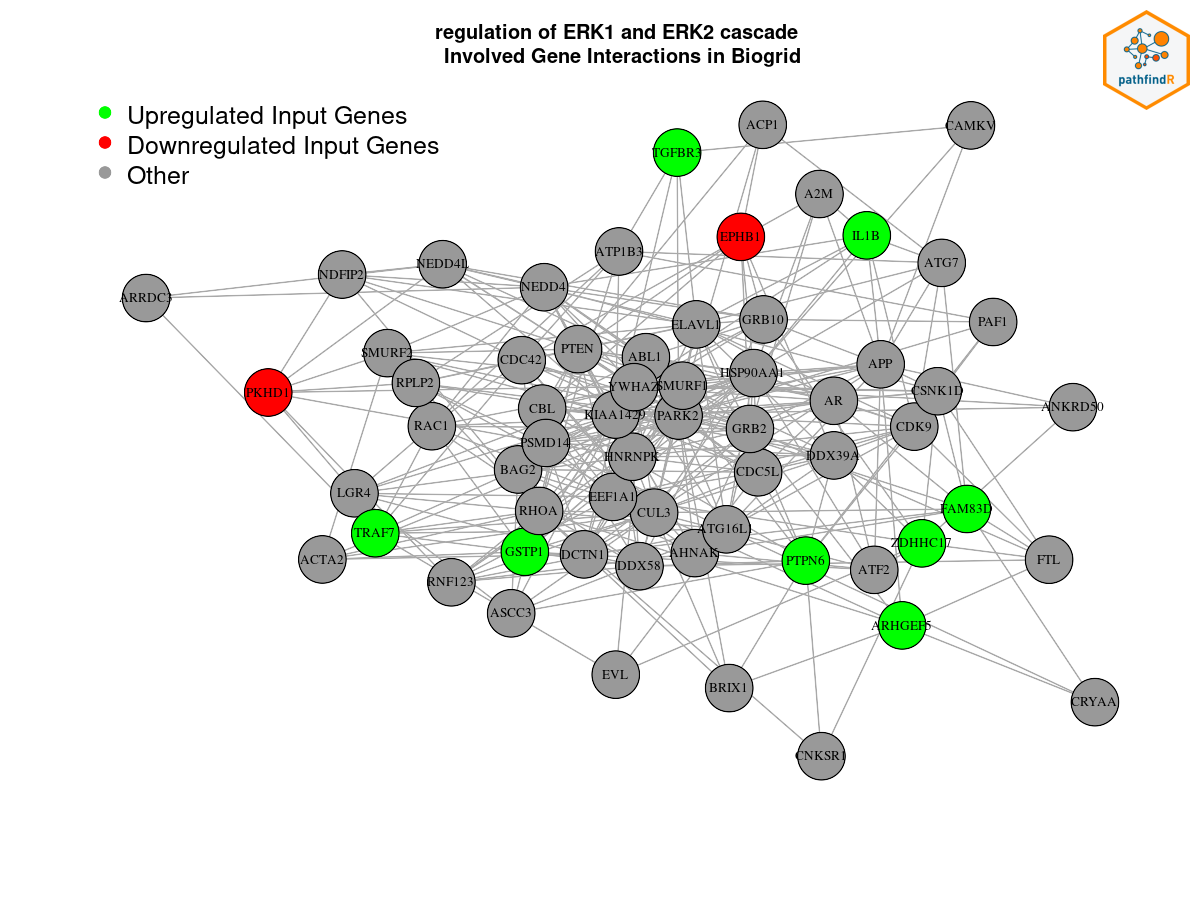 regulation of ERK1 and ERK2 cascade
Involved Gene Interactions in Biogrid
pathfindR
Upregulated Input Genes
Downregulated Input Genes
Other
ACP1
CAMKV
TGFBR3
A2M
EPHB1
IL1B
ATP1B3
ATG7
NEDD4L
NDFIP2
NEDD4
ARRDC3
GRB10
PAF1
ELAVL1
PTEN
SMURF2
ABL1
CDC42
APP
HSP90AA1
RPLP2
YWHAZ
SMURF1
CSNK1D
PKHD1
AR
ANKRD50
CBL
KIAA1429
PARK2
RAC1
GRB2
CDK9
PSMD14
HNRNPK
DDX39A
BAG2
CDC5L
LGR4
EEF1A1
RHOA
CUL3
FAM83D
TRAF7
ATG16L1
ZDHHC17
GSTP1
DCTN1
AHNAK
ACTA2
DDX58
PTPN6
ATF2
FTL
RNF123
ASCC3
ARHGEF5
EVL
BRIX1
CRYAA
CNKSR1